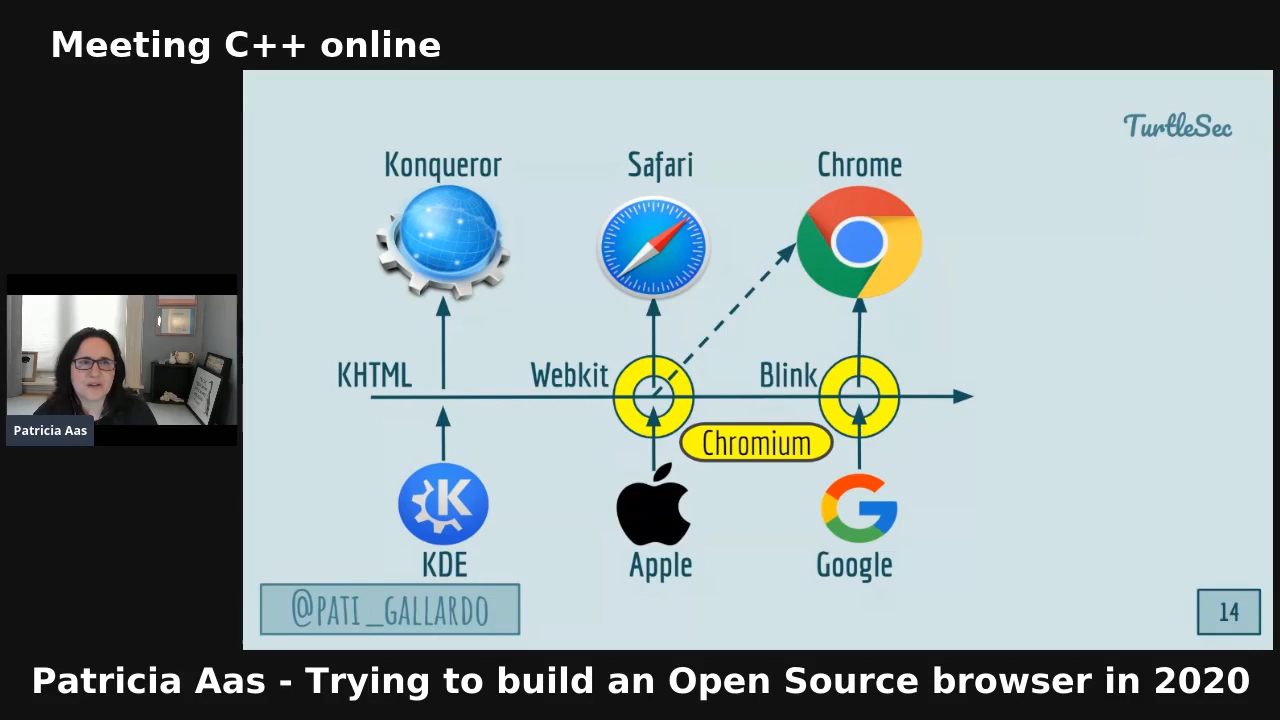 Meeting C++ online
TurtleSec
Konqueror
Safari
Chrome
KHTML
Webkit
Blink
Chromium
KDE
Apple
Google
@PATI_GALLARDO
14
Patricia Aas
Patricia Aas - Trying to build an Open Source browser in 2020